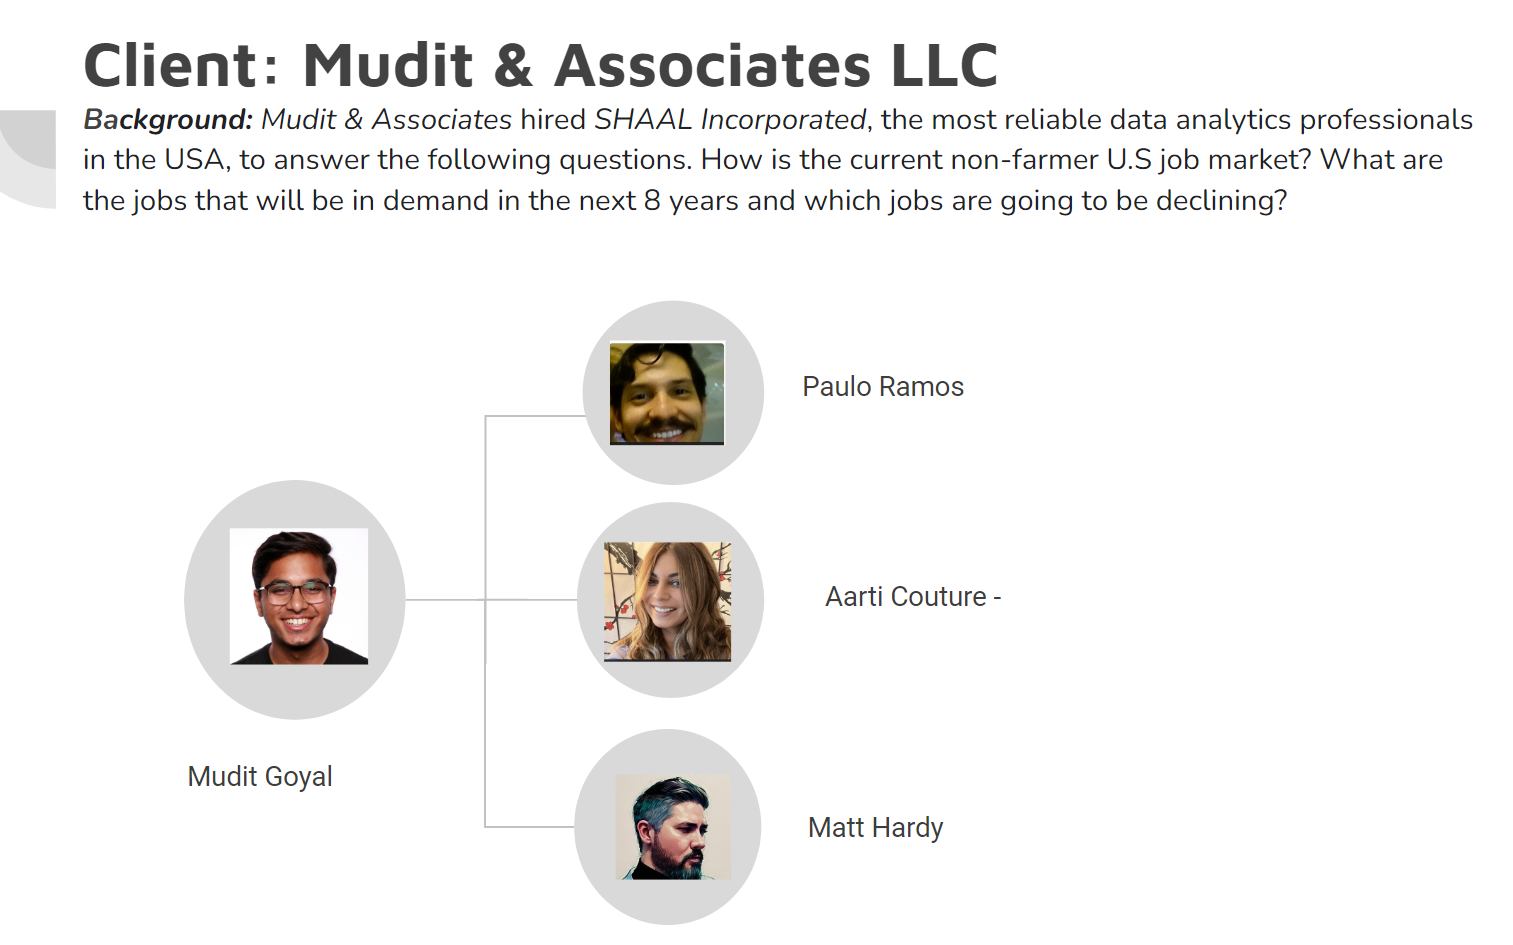 Client: Mudit & Associates LLC
Background: Mudit & Associates hired SHAAL Incorporated, the most reliable data analytics professionals
in the USA, to answer the following questions. How is the current non-farmer U.S job market? What are
the jobs that will be in demand in the next 8 years and which jobs are going to be declining?
Paulo Ramos
Aarti Couture -
Mudit Goyal
Matt Hardy